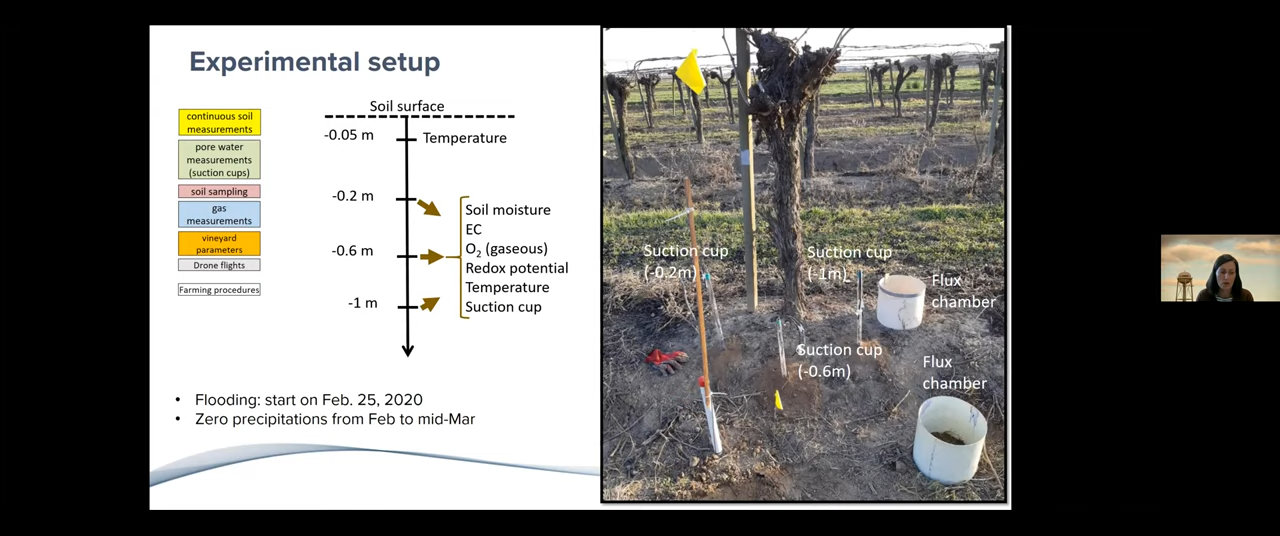 Experimental setup
continuous soil
measurements
pore water
measurements
(suction cups)
soil sampling
gas
measurements
vineyard
parameters
Drone flights
Farming procedures
Soil surface
-0.05 m
Temperature
-0.2 m
-0.6 m
-1 m
Soil moisture
EC
O₂ (gaseous)
Redox potential
Temperature
Suction cup
• Flooding: start on Feb. 25, 2020
• Zero precipitations from Feb to mid-Mar
Suction cup
(-0.2m)
Suction cup
(-1m)
Flux
chamber
Suction cup
(-0.6m)
Flux
chamber